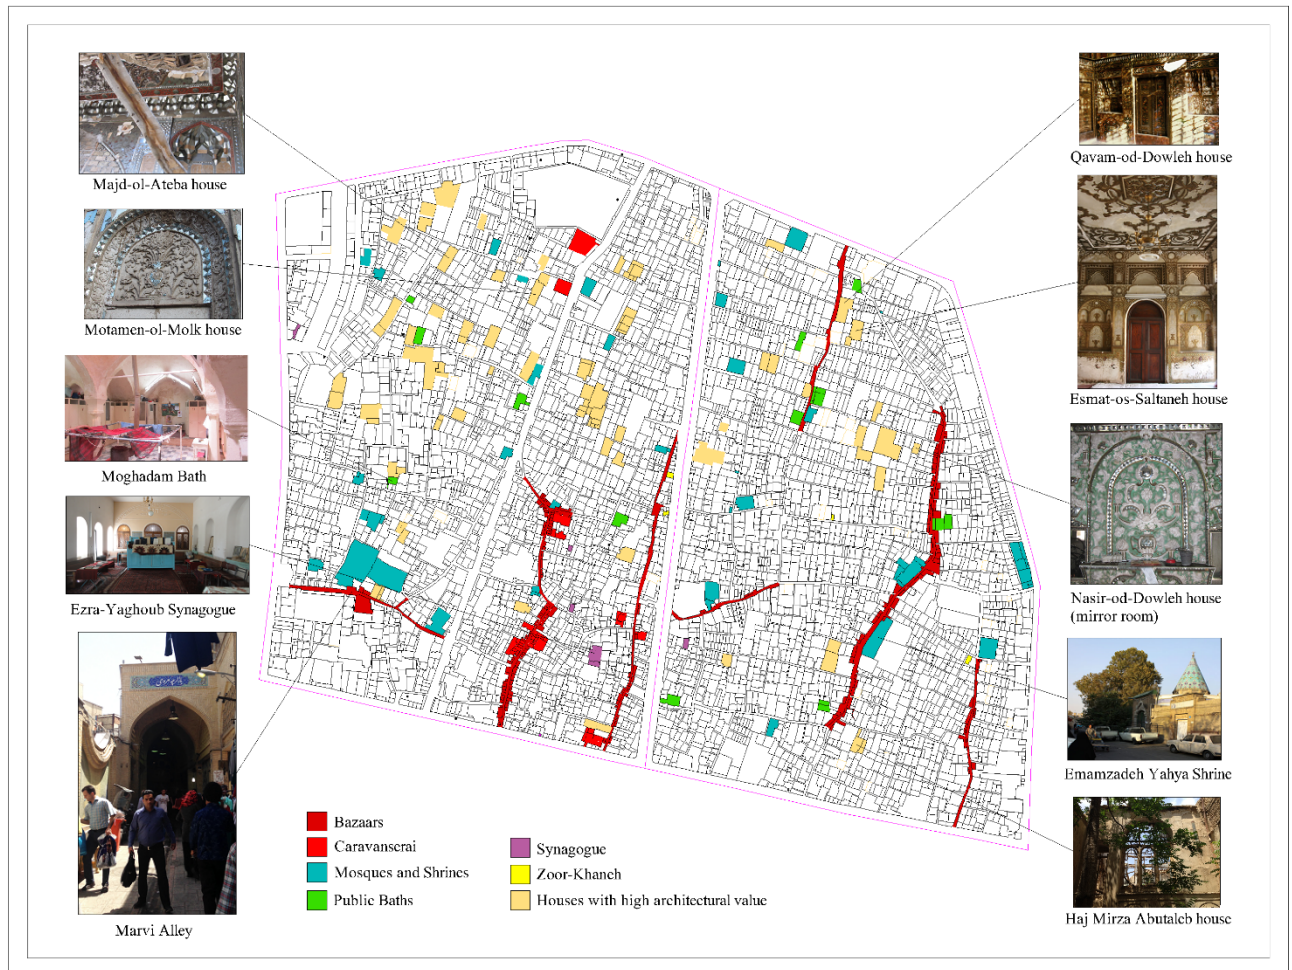 Majd-ol-Ateba house
Motamen-ol-Molk house
Moghadam Bath
Ezra-Yaghoub Synagogue
Marvi Alley
Qavam-od-Dowleh house
Esmat-os-Saltaneh house
Nasir-od-Dowleh house
(mirror room)
Emamzadeh Yahya Shrine
Haj Mirza Abutaleb house
Bazaars
Caravanserai
Mosques and Shrines
Public Baths
Synagogue
Zoor-Khaneh
Houses with high architectural value